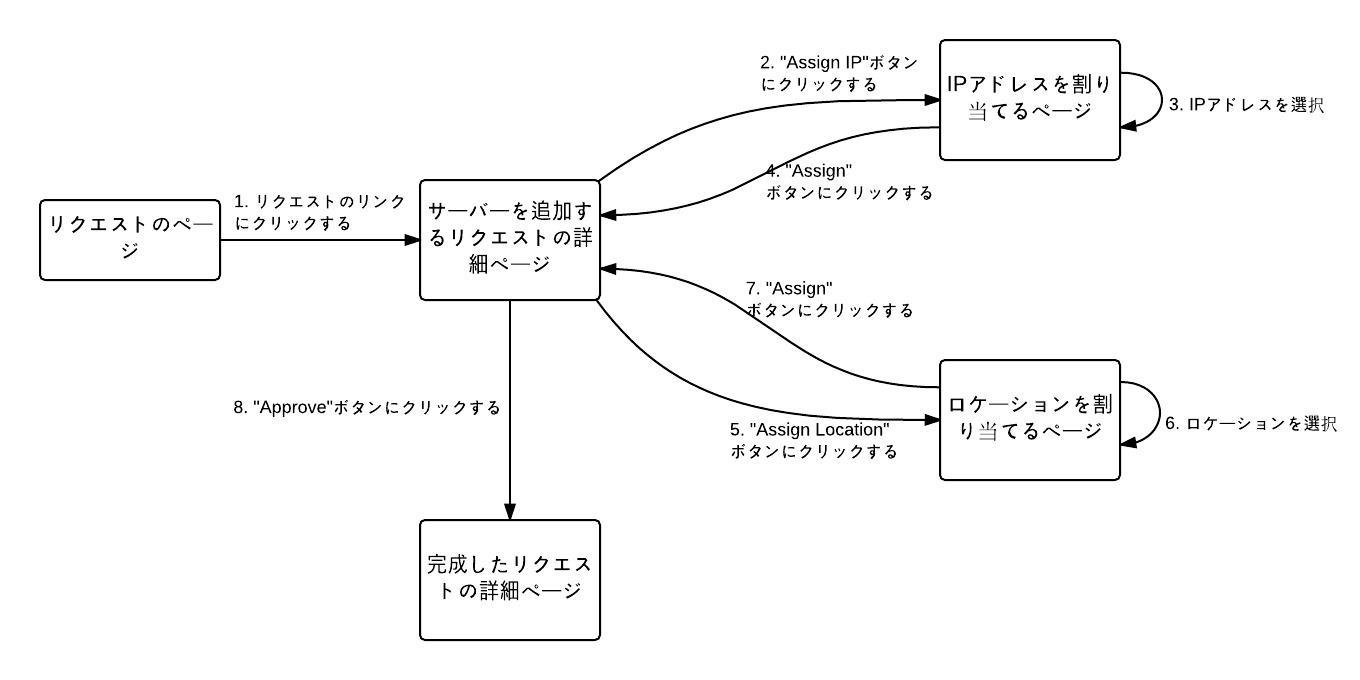 リクエストのペー
ジ
1. リクエストのリンク
にクリックする
サーバーを追加す
るリクエストの詳
細ページ
2. "Assign IP"ボタン
にクリックする
IPアドレスを割り
当てるページ
3. IPアドレスを選択
4. "Assign"
ボタンにクリックする
5. "Assign Location"
ボタンにクリックする
ロケーションを割
り当てるページ
6. ロケーションを選択
7. "Assign"
ボタンにクリックする
8. "Approve"ボタンにクリックする
完成したリクエス
トの詳細ページ